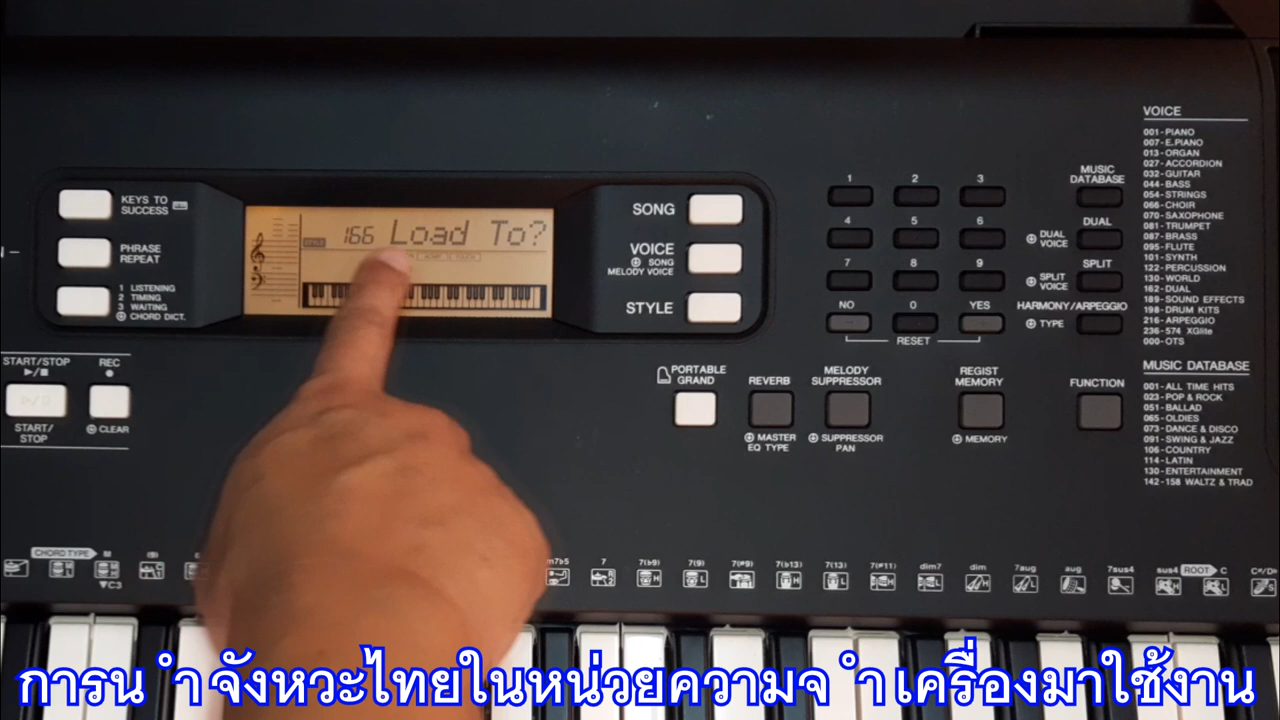 VOICE
001-PIANO
007-E.PIANO
013-ORGAN
027-ACCORDION
032-GUITAR
044-BASS
054-STRINGS
066-CHOIR
070-SAXOPHONE
081-TRUMPET
087-BRASS
095-FLUTE
101-SYNTH
122-PERCUSSION
130-WORLD
162-DUAL
189-SOUND EFFECTS
198-DRUM KITS
216-ARPEGGIO
236-574 XGlite
000-OTS
MUSIC DATABASE
001-ALL TIME HITS
023-POP & ROCK
051-BALLAD
065-OLDIES
073-DANCE & DISCO
091-SWING & JAZZ
106-COUNTRY
114-LATIN
130-ENTERTAINMENT
142-158 WALTZ & TRAD
KEYS TO
SUCCESS
PHRASE
REPEAT
1 LISTENING
2 TIMING
3 WAITING
CHORD DICT.
STYLE 166 Load To?
SONG
VOICE
SONG
MELODY VOICE
STYLE
1 2 3
4 5 6
7 8 9
NO 0 YES
RESET
MUSIC
DATABASE
DUAL
DUAL
VOICE
SPLIT
SPLIT
VOICE
HARMONY/ARPEGGIO
TYPE
START/STOP
START/
STOP
REC
CLEAR
PORTABLE
GRAND
REVERB
MASTER
EQ TYPE
MELODY
SUPPRESSOR
SUPPRESSOR
PAN
REGIST
MEMORY
MEMORY
FUNCTION
CHORD TYPE M
▼C3
m7b5 7 7(b9) 7(9) 7(#9) 7(b13) 7(13) 7(#11) dim7 dim 7aug aug 7sus4 sus4 ROOT C
การนำจังหวะไทยในหน่วยความจำเครื่องมาใช้งาน